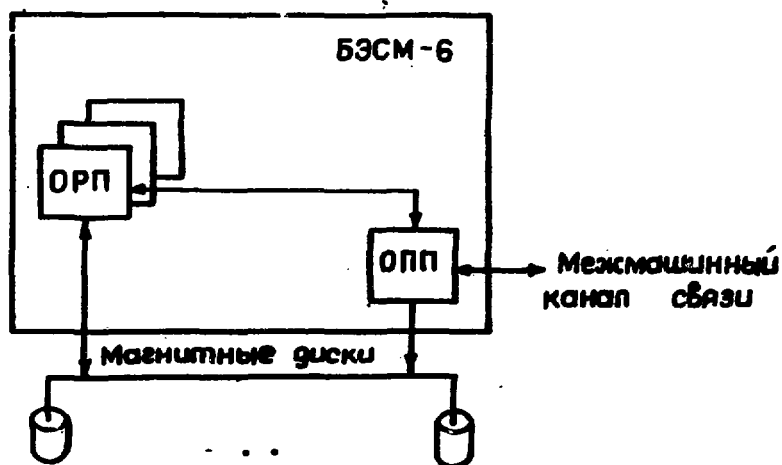 БЭСМ-6
ОРП
ОПП
Межмашинный
канал связи
Магнитные диски
. . .